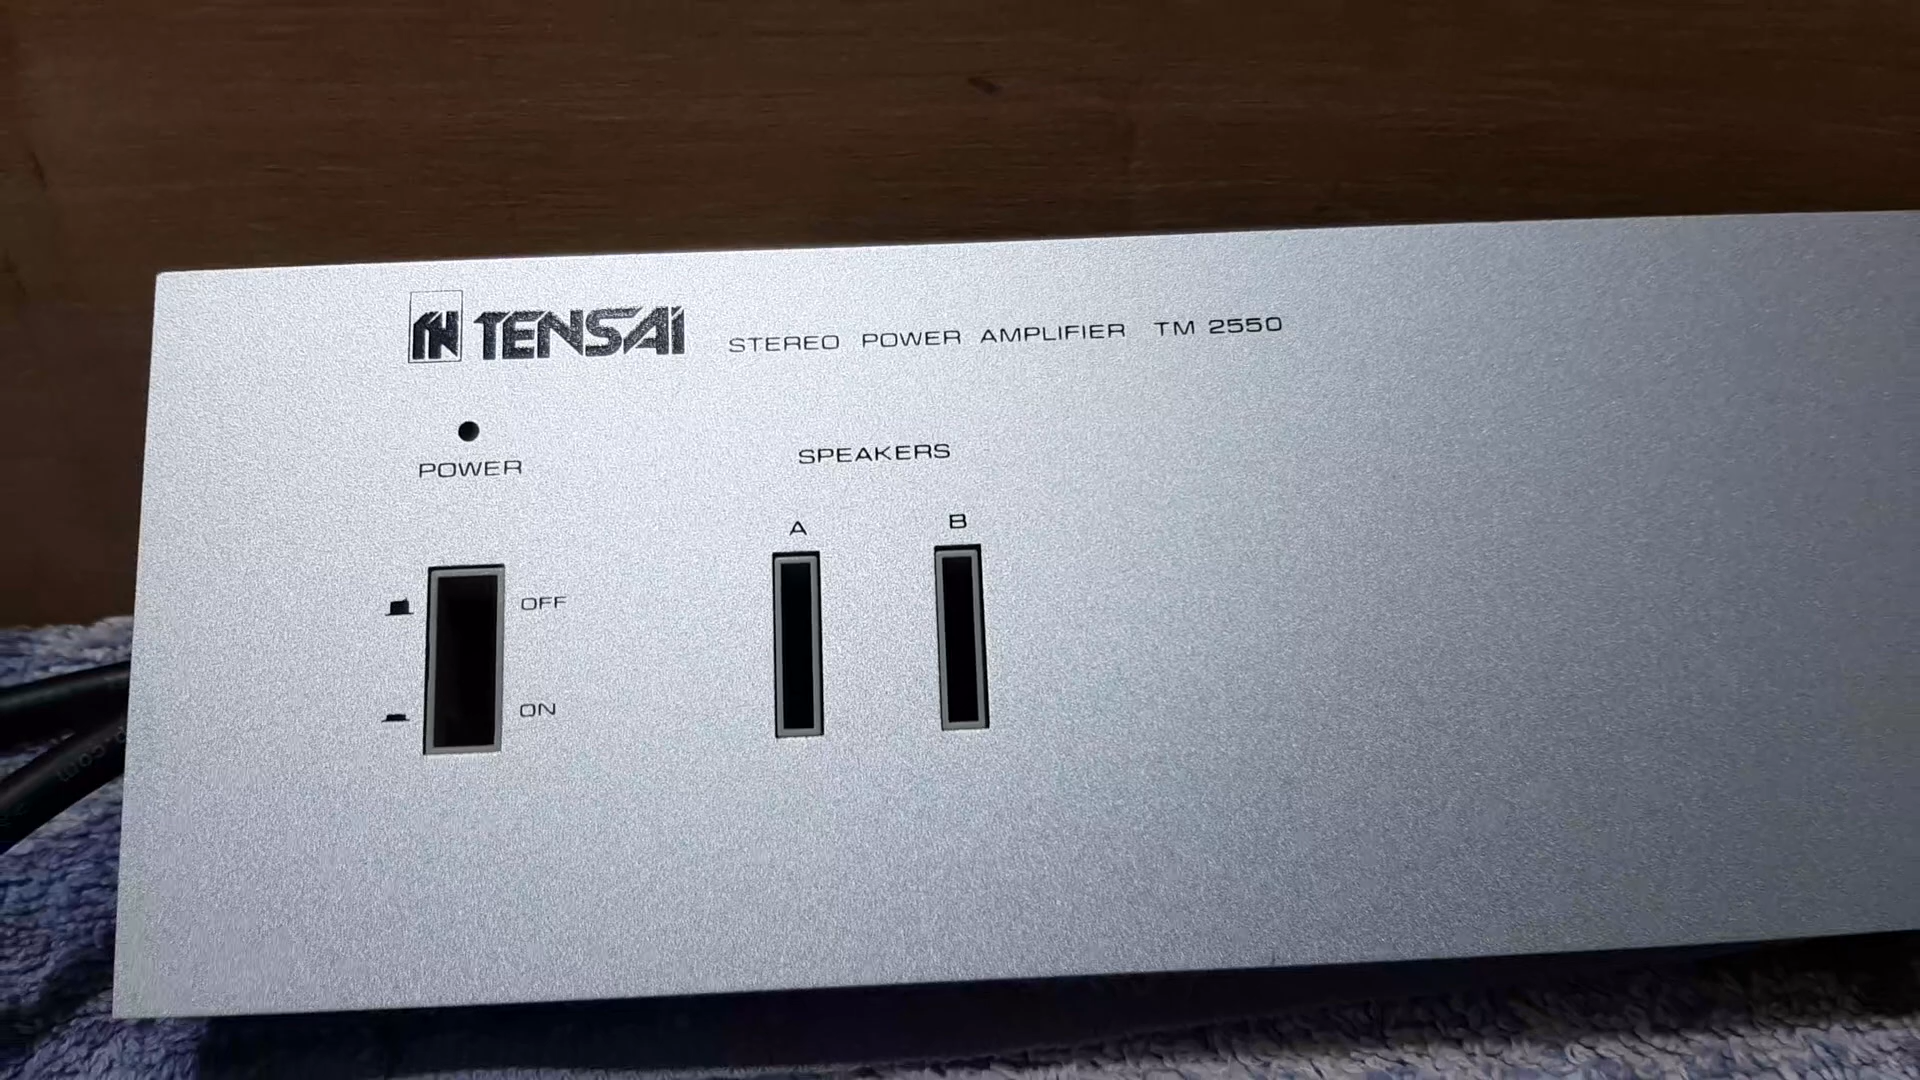 TENSAI STEREO POWER AMPLIFIER TM 2550
POWER
SPEAKERS
A B
OFF
ON